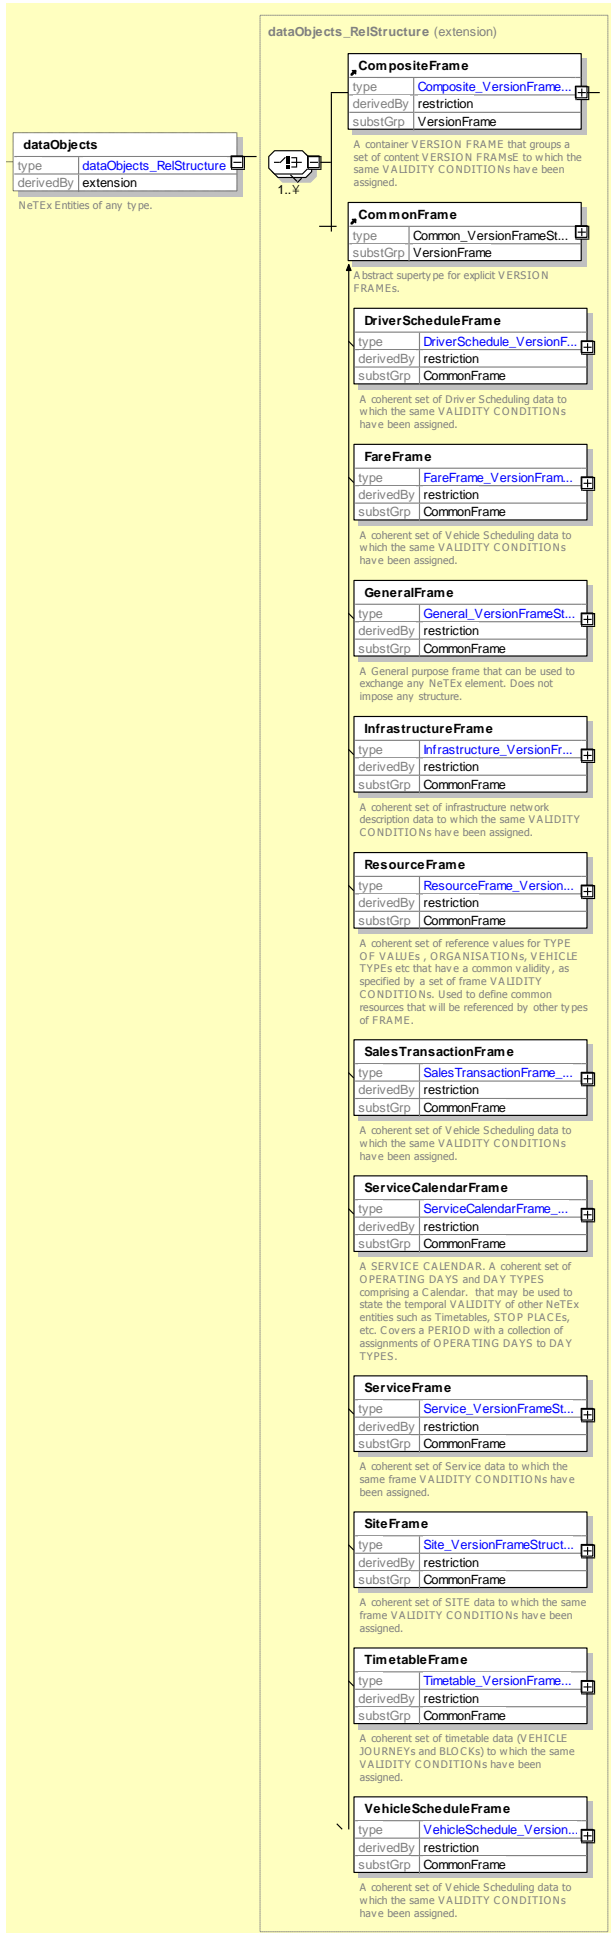 dataObjects_RelStructure (extension)
CompositeFrame
type Composite_VersionFrame...
derivedBy restriction
substGrp VersionFrame
A container VERSION FRAME that groups a
set of content VERSION FRAMsE to which the
same VALIDITY CONDITIONs have been
assigned.
dataObjects
type dataObjects_RelStructure
derivedBy extension
NeTEx Entities of any type.
1..¥
CommonFrame
type Common_VersionFrameSt...
substGrp VersionFrame
Abstract supertype for explicit VERSION
FRAMEs.
DriverScheduleFrame
type DriverSchedule_VersionF...
derivedBy restriction
substGrp CommonFrame
A coherent set of Driver Scheduling data to
which the same VALIDITY CONDITIONs
have been assigned.
FareFrame
type FareFrame_VersionFram...
derivedBy restriction
substGrp CommonFrame
A coherent set of Vehicle Scheduling data to
which the same VALIDITY CONDITIONs
have been assigned.
GeneralFrame
type General_VersionFrameSt...
derivedBy restriction
substGrp CommonFrame
A General purpose frame that can be used to
exchange any NeTEx element. Does not
impose any structure.
InfrastructureFrame
type Infrastructure_VersionFr...
derivedBy restriction
substGrp CommonFrame
A coherent set of infrastructure network
description data to which the same VALIDITY
CONDITIONs have been assigned.
ResourceFrame
type ResourceFrame_Version...
derivedBy restriction
substGrp CommonFrame
A coherent set of reference values for TYPE
OF VALUEs , ORGANISATIONs, VEHICLE
TYPEs etc that have a common validity, as
specified by a set of frame VALIDITY
CONDITIONs. Used to define common
resources that will be referenced by other types
of FRAME.
SalesTransactionFrame
type SalesTransactionFrame_...
derivedBy restriction
substGrp CommonFrame
A coherent set of Vehicle Scheduling data to
which the same VALIDITY CONDITIONs
have been assigned.
ServiceCalendarFrame
type ServiceCalendarFrame_...
derivedBy restriction
substGrp CommonFrame
A SERVICE CALENDAR. A coherent set of
OPERATING DAYS and DAY TYPES
comprising a Calendar. that may be used to
state the temporal VALIDITY of other NeTEx
entities such as Timetables, STOP PLACEs,
etc. Covers a PERIOD with a collection of
assignments of OPERATING DAYS to DAY
TYPES.
ServiceFrame
type Service_VersionFrameSt...
derivedBy restriction
substGrp CommonFrame
A coherent set of Service data to which the
same frame VALIDITY CONDITIONs have
been assigned.
SiteFrame
type Site_VersionFrameStruct...
derivedBy restriction
substGrp CommonFrame
A coherent set of SITE data to which the same
frame VALIDITY CONDITIONs have been
assigned.
TimetableFrame
type Timetable_VersionFrame...
derivedBy restriction
substGrp CommonFrame
A coherent set of timetable data (VEHICLE
JOURNEYs and BLOCKs) to which the same
VALIDITY CONDITIONs have been
assigned.
VehicleScheduleFrame
type VehicleSchedule_Version...
derivedBy restriction
substGrp CommonFrame
A coherent set of Vehicle Scheduling data to
which the same VALIDITY CONDITIONs
have been assigned.